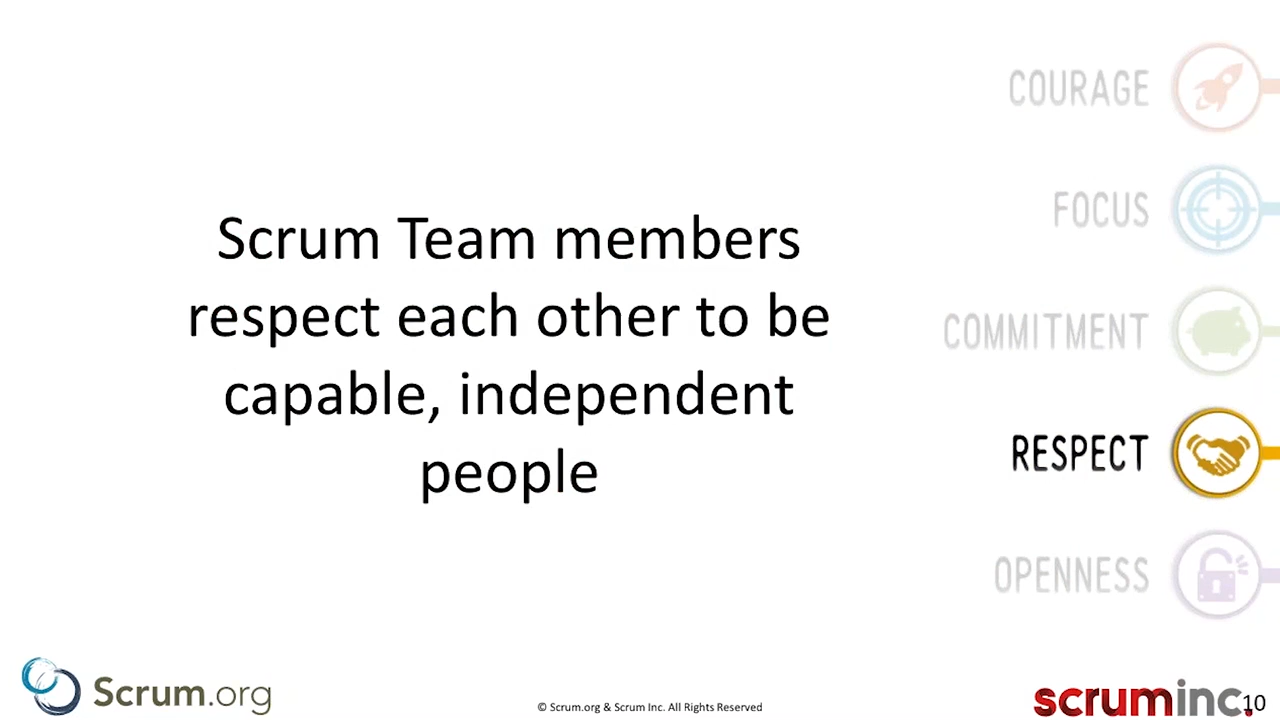 COURAGE
FOCUS
Scrum Team members
respect each other to be
capable, independent
people
COMMITMENT
RESPECT
OPENNESS
Scrum.org
© Scrum.org & Scrum Inc. All Rights Reserved
scruminc.
10